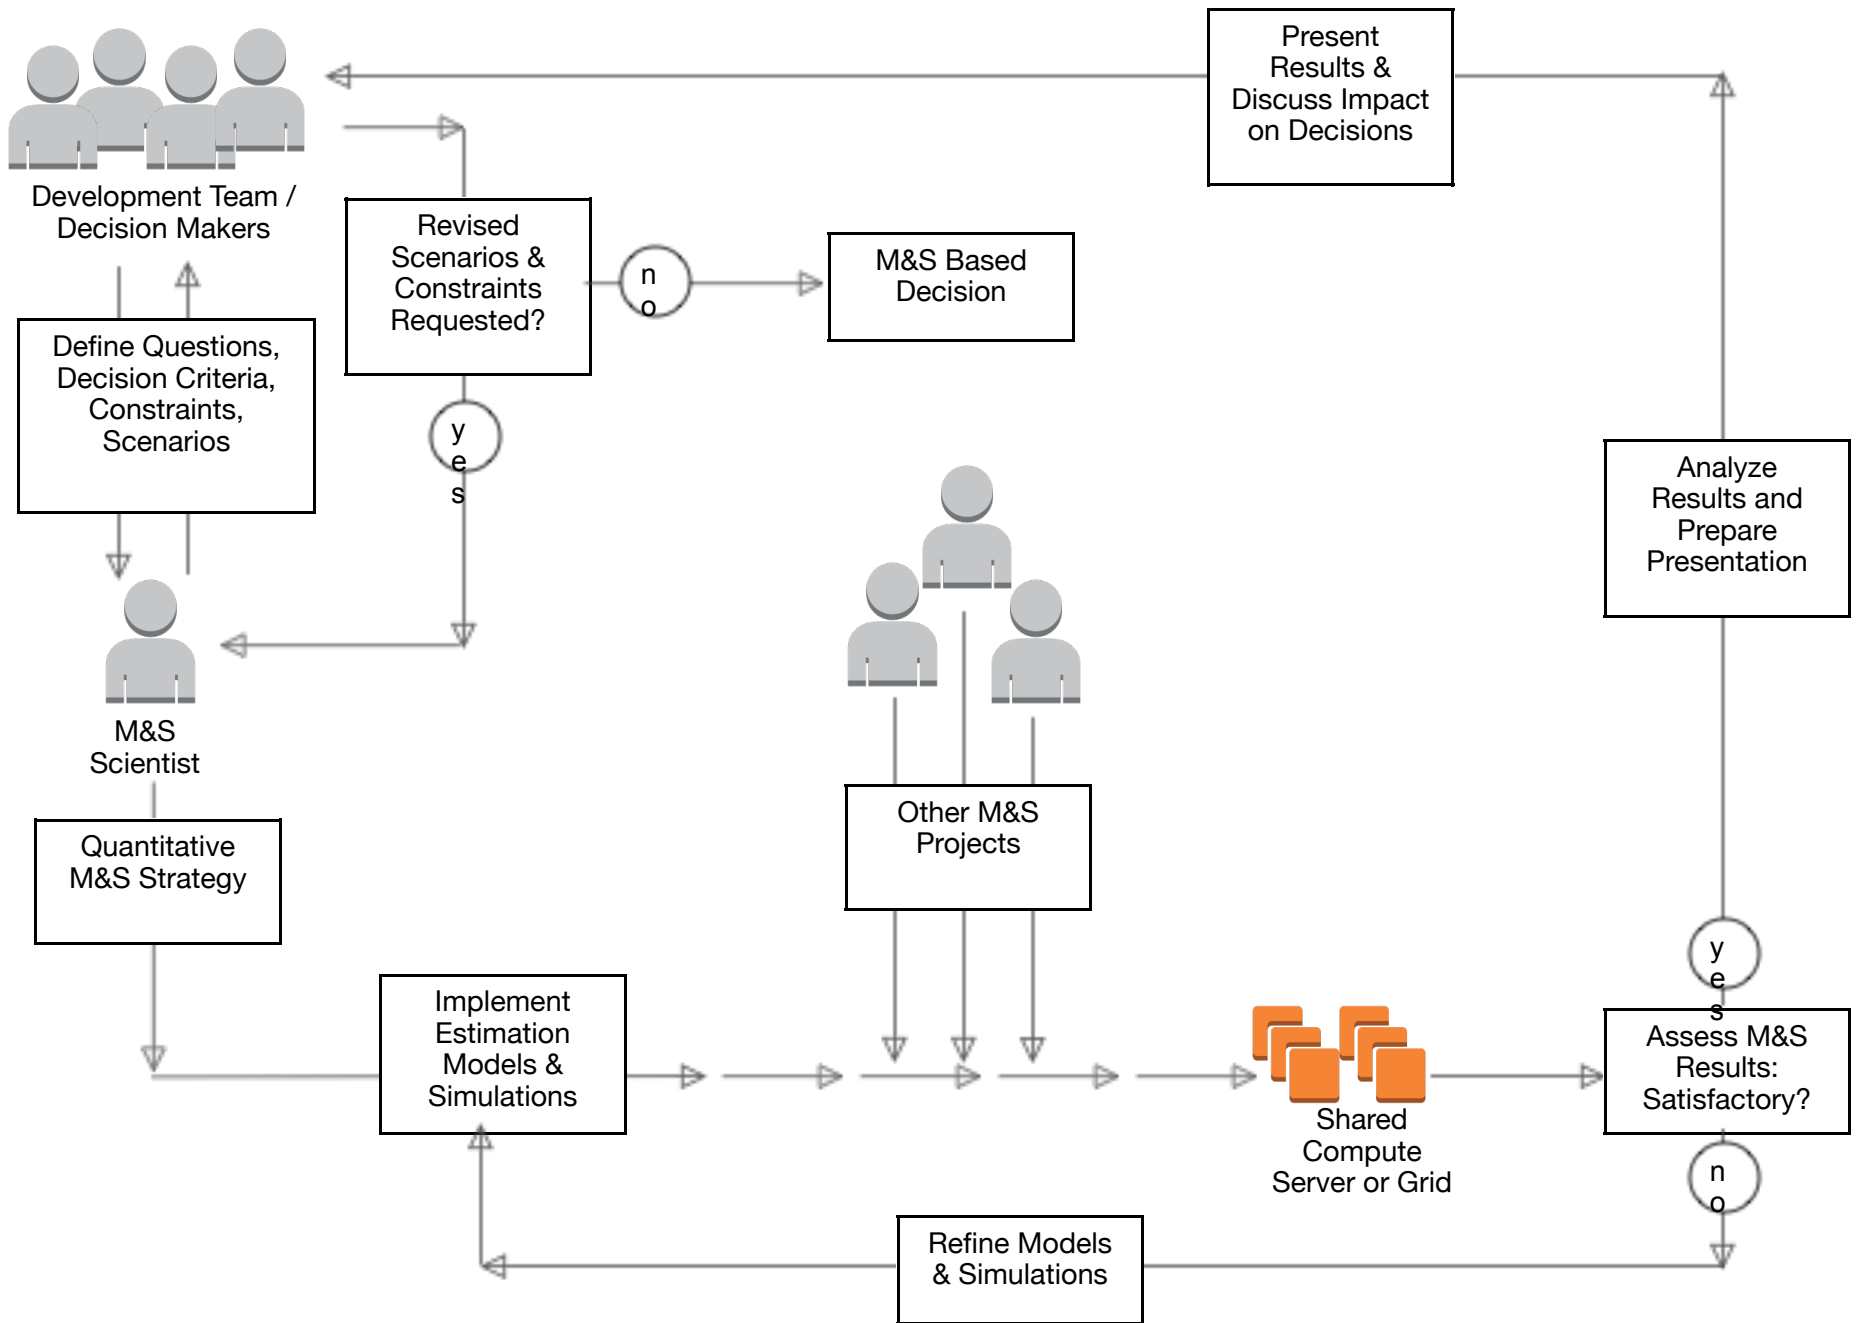 Present
Results &
Discuss Impact
on Decisions
Development Team /
Decision Makers
Revised
Scenarios &
Constraints
Requested?
n
o
M&S Based
Decision
Define Questions,
Decision Criteria,
Constraints,
Scenarios
y
e
s
Analyze
Results and
Prepare
Presentation
M&S
Scientist
Quantitative
M&S Strategy
Other M&S
Projects
Implement
Estimation
Models &
Simulations
Shared
Compute
Server or Grid
y
e
s
Assess M&S
Results:
Satisfactory?
n
o
Refine Models
& Simulations